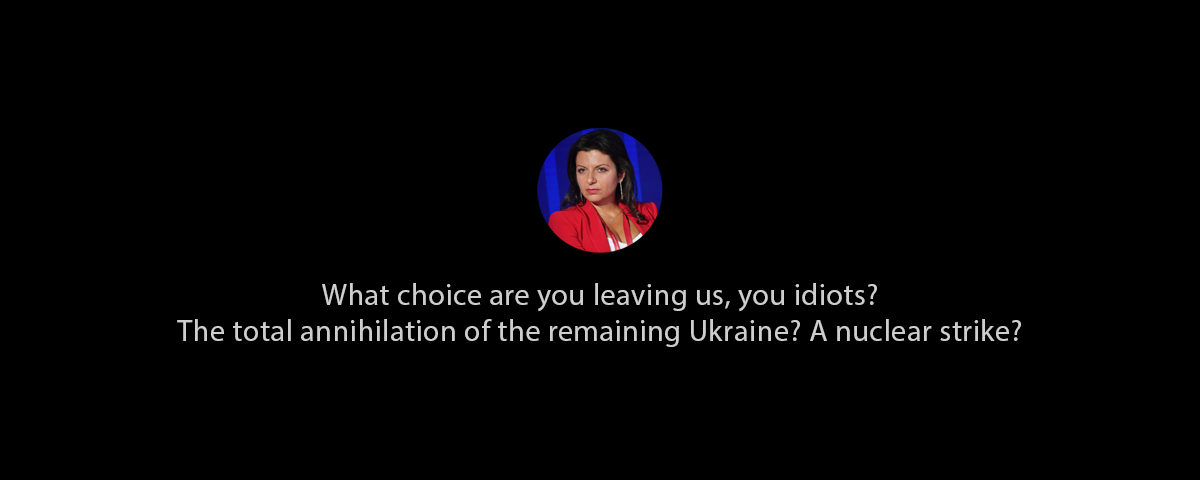 What choice are you leaving us, you idiots?
The total annihilation of the remaining Ukraine? A nuclear strike?